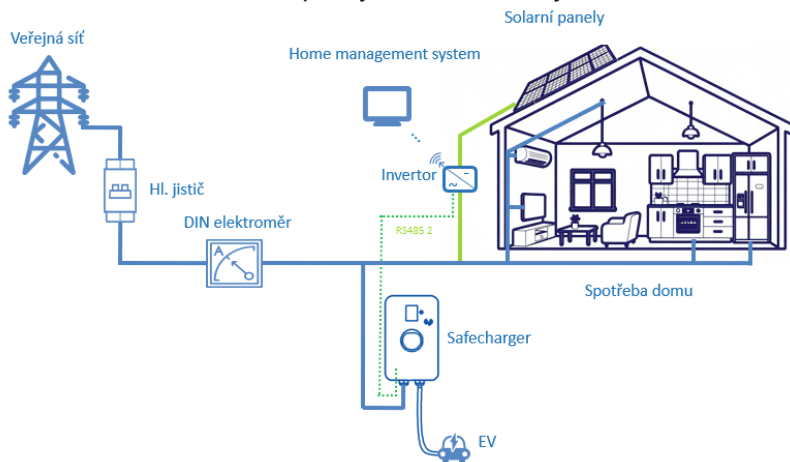 Solarní panely
Veřejná síť
Home management system
Invertor
Hl. jistič
DIN elektroměr
A
RS485 2
Spotřeba domu
Safecharger
EV